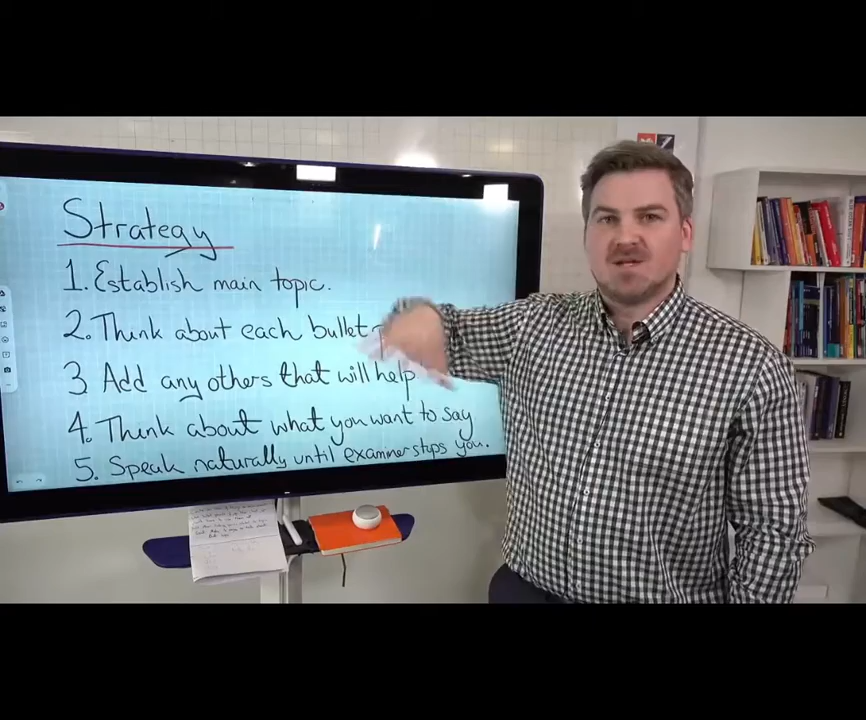 Strategy
1. Establish main topic.
2. Think about each bullet
3 Add any others that will help
4. Think about what you want to say
5. Speak naturally until examiner stops you.